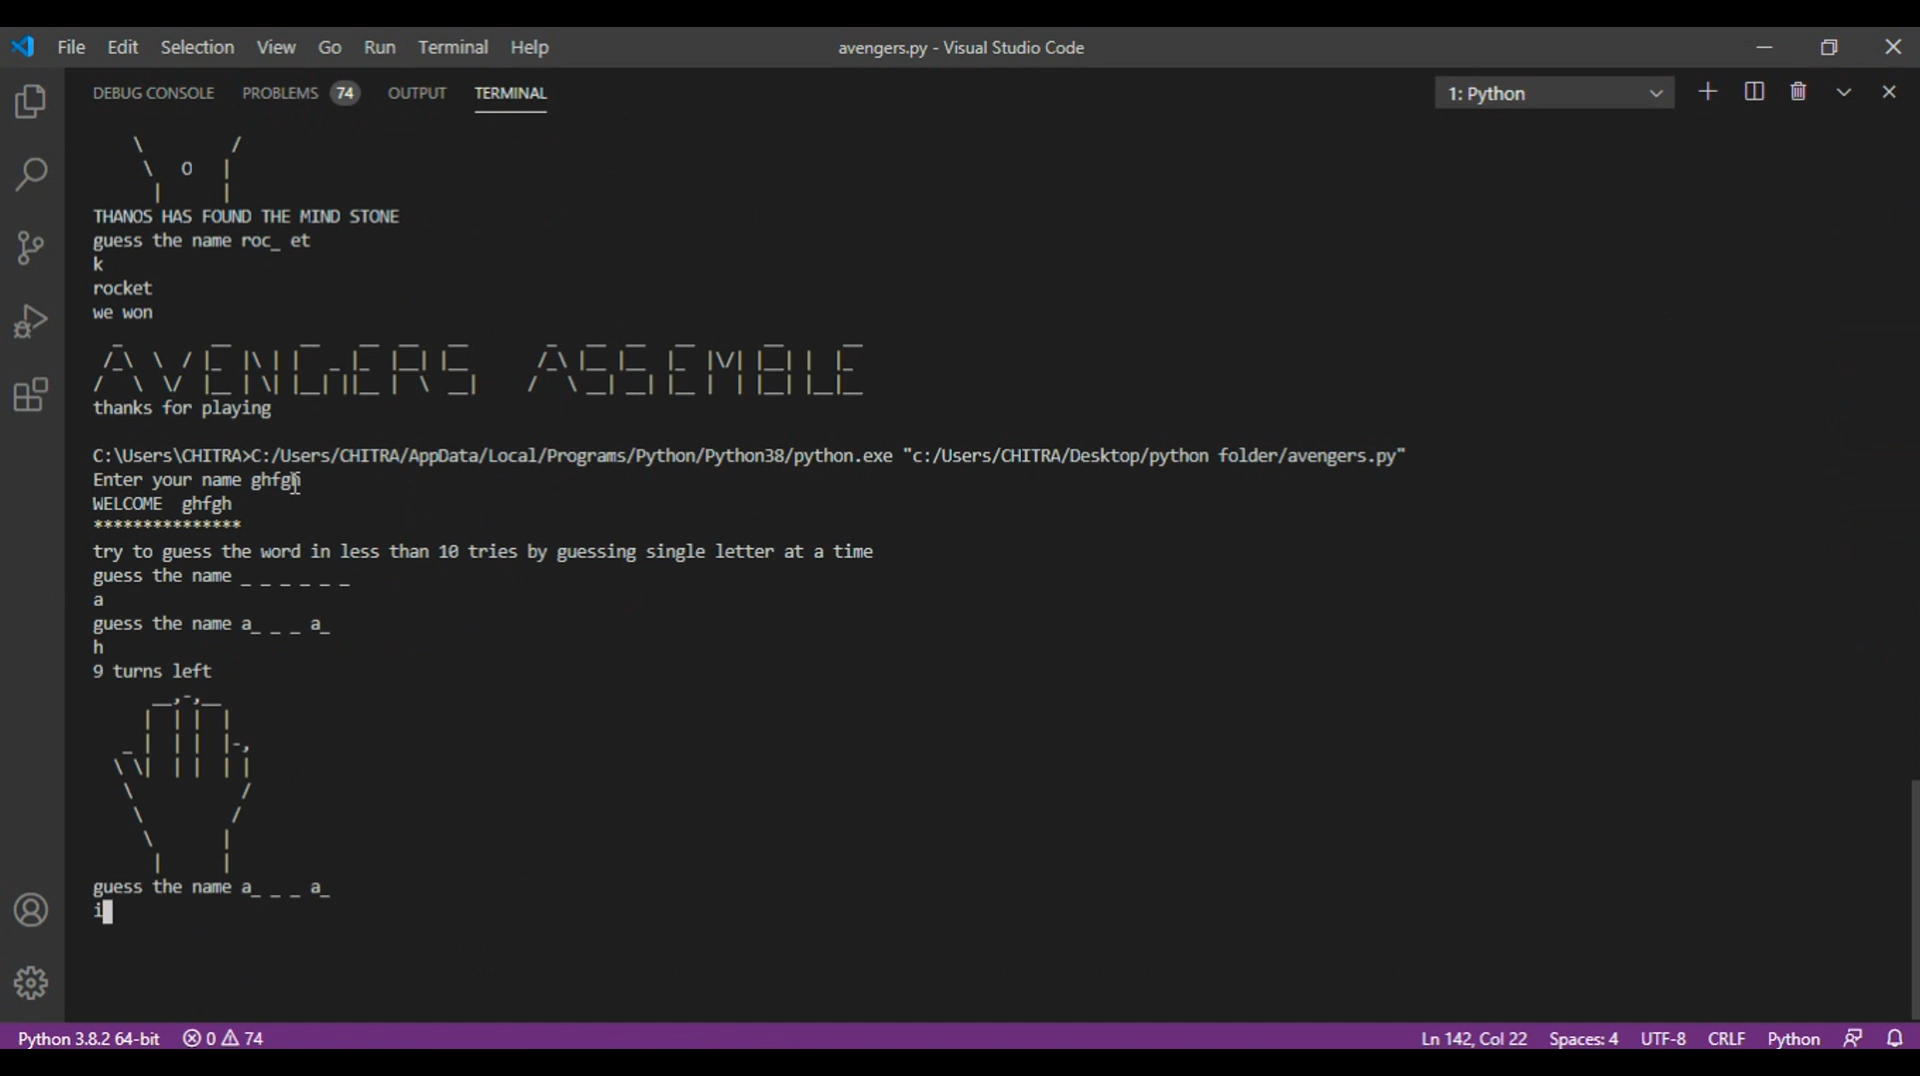 File Edit Selection View Go Run Terminal Help avengers.py - Visual Studio Code
DEBUG CONSOLE PROBLEMS 74 OUTPUT TERMINAL 1: Python
\         /
\   O   |
|      |
THANOS HAS FOUND THE MIND STONE
guess the name roc_ et
k
rocket
we won
AVENGERS ASSEMBLE
thanks for playing
C:\Users\CHITRA>C:/Users/CHITRA/AppData/Local/Programs/Python/Python38/python.exe "c:/Users/CHITRA/Desktop/python folder/avengers.py"
Enter your name ghfgh
WELCOME  ghfgh
***************
try to guess the word in less than 10 tries by guessing single letter at a time
guess the name _ _ _ _ _ _
a
guess the name a_ _ _ a_
h
9 turns left
guess the name a_ _ _ a_
i
Python 3.8.2 64-bit 0 74 Ln 142, Col 22 Spaces: 4 UTF-8 CRLF Python